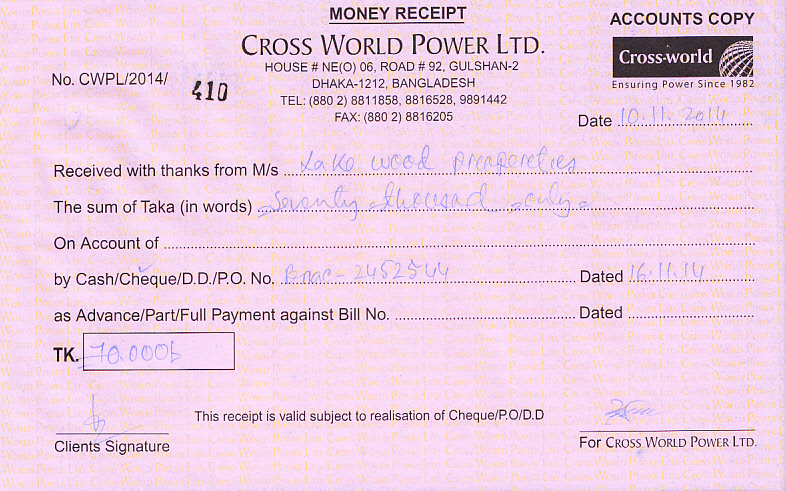 MONEY RECEIPT
ACCOUNTS COPY
CROSS WORLD POWER LTD.
Cross-world
Ensuring Power Since 1982
HOUSE # NE(O) 06, ROAD # 92, GULSHAN-2
DHAKA-1212, BANGLADESH
TEL: (880 2) 8811858, 8816528, 9891442
FAX: (880 2) 8816205
No. CWPL/2014/ 410
Date 10.11.2014
Received with thanks from M/s Lake wood Preapereties
The sum of Taka (in words) Seventy thousad only
On Account of
by Cash/Cheque/D.D./P.O. No. Brac-2452544 Dated 16.11.14
as Advance/Part/Full Payment against Bill No. Dated
TK. 70.000
This receipt is valid subject to realisation of Cheque/P.O/D.D
Clients Signature
For CROSS WORLD POWER LTD.